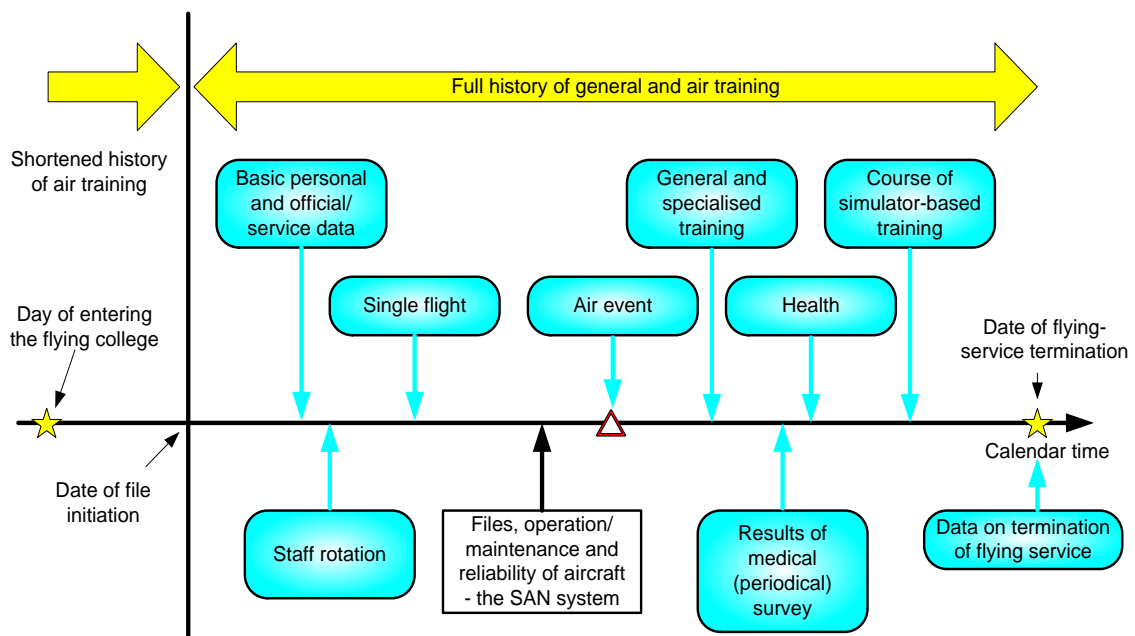 Full history of general and air training
Shortened history
of air training
Basic personal
and official/
service data
General and
specialised
training
Course of
simulator-based
training
Single flight
Air event
Health
Day of entering
the flying college
Date of flying-
service termination
Calendar time
Date of file
initiation
Staff rotation
Files, operation/
maintenance and
reliability of aircraft
- the SAN system
Results of
medical
(periodical)
survey
Data on termination
of flying service